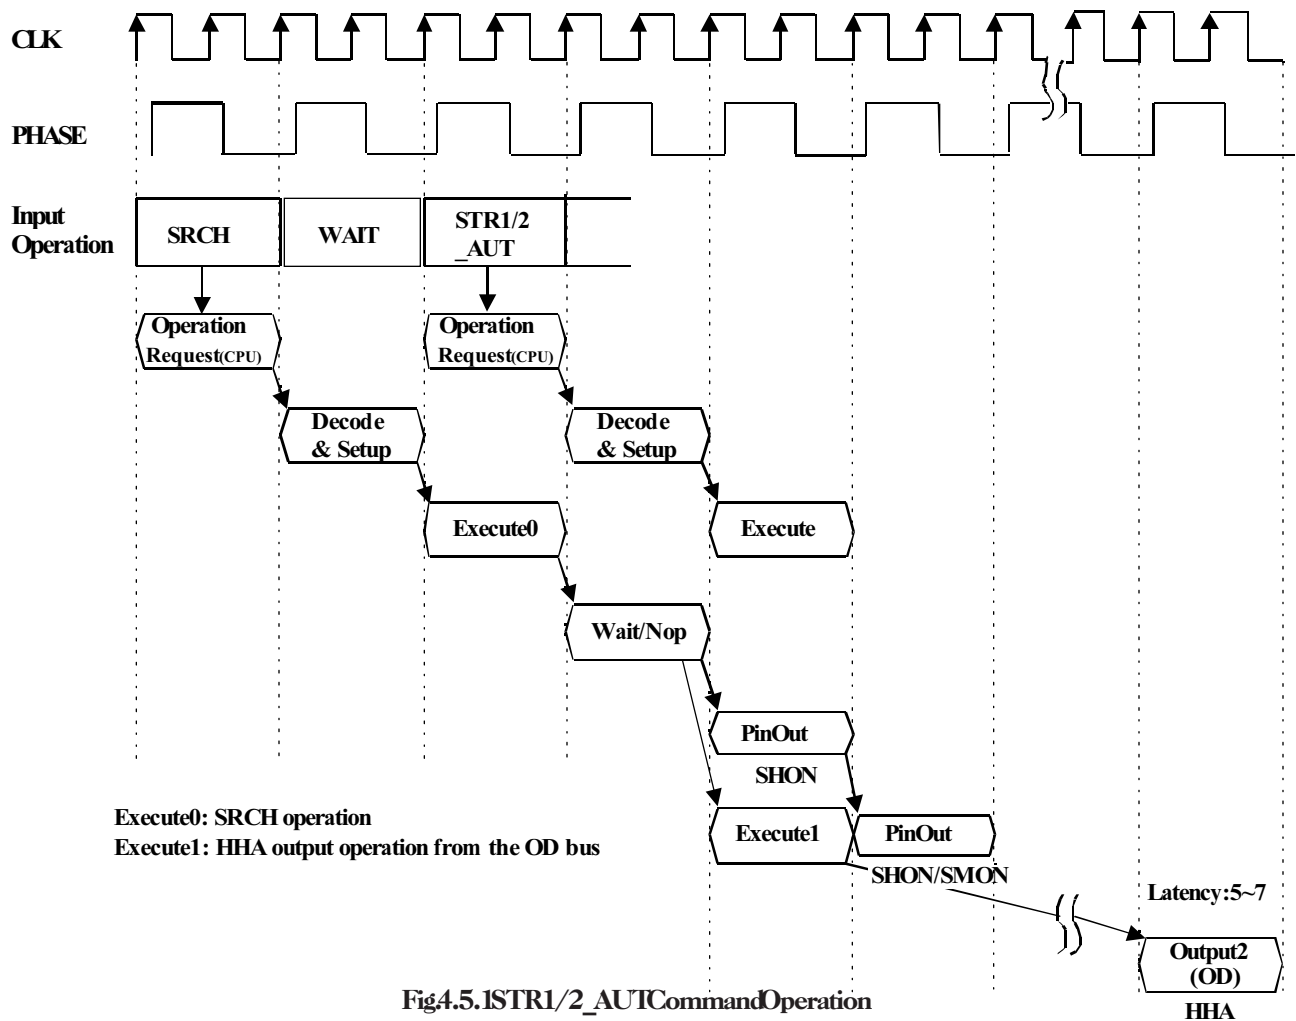 CLK
PHASE
Input
Operation
SRCH
WAIT
STR1/2
_AUT
Operation
Request(CPU)
Operation
Request(CPU)
Decode
& Setup
Decode
& Setup
Execute0
Execute
Wait/Nop
PinOut
SHON
Execute0: SRCH operation
Execute1: HHA output operation from the OD bus
Execute1
PinOut
SHON/SMON
Latency:5~7
Output2
(OD)
HHA
Fig.4.5.1STR1/2_AUTCommandOperation